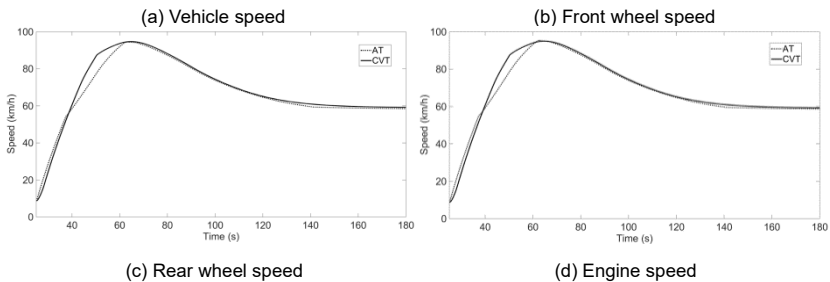 (a) Vehicle speed
(b) Front wheel speed
100
80
60
40
20
0
Speed (km/h)
AT
CVT
40 60 80 100 120 140 160 180
Time (s)
100
80
60
40
20
0
Speed (km/h)
AT
CVT
40 60 80 100 120 140 160 180
Time (s)
(c) Rear wheel speed
(d) Engine speed